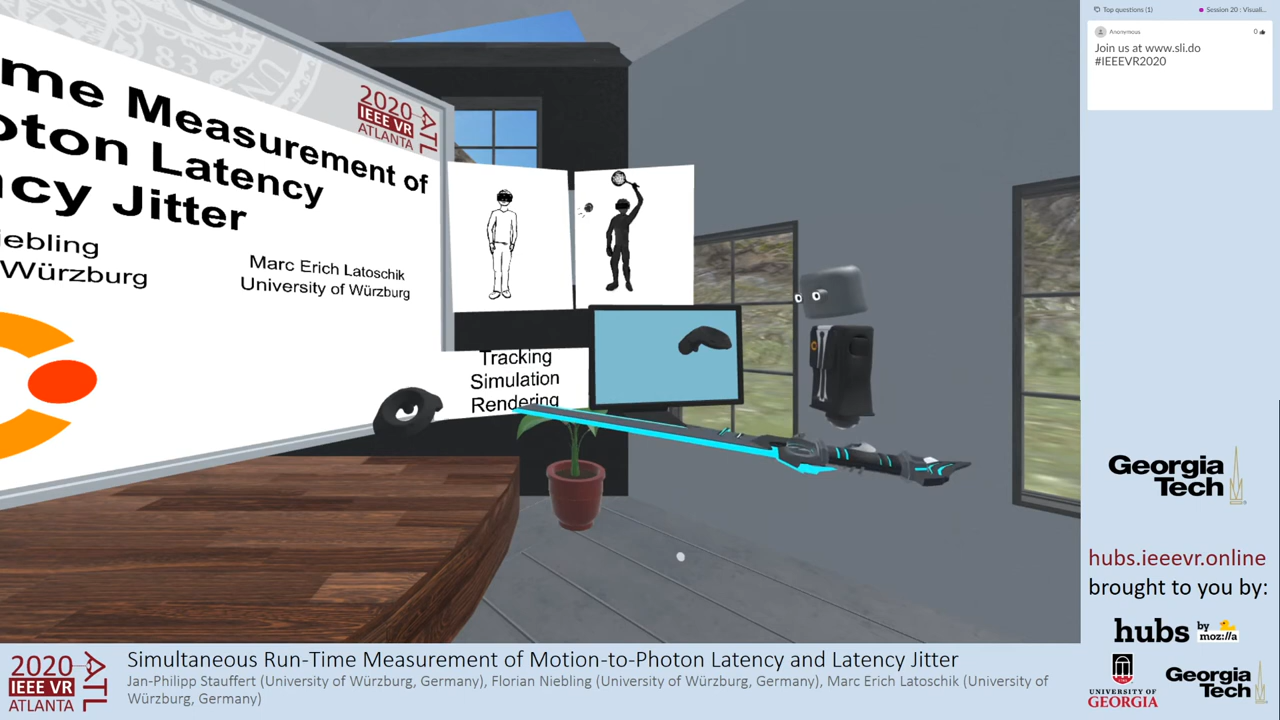 me Measurement of
oton Latency
ncy Jitter
iebling
Würzburg
Marc Erich Latoschik
University of Würzburg
2020
IEEE VR
ATLANTA
ATL
Tracking
Simulation
Rendering
Top questions (1)
Session 20 : Visuali...
Anonymous
0
Join us at www.sli.do
#IEEEVR2020
Georgia
Tech
hubs.ieeevr.online
brought to you by:
hubs by moz://a
UNIVERSITY OF
GEORGIA
Georgia
Tech
2020
IEEE VR
ATLANTA
ATL
Simultaneous Run-Time Measurement of Motion-to-Photon Latency and Latency Jitter
Jan-Philipp Stauffert (University of Würzburg, Germany), Florian Niebling (University of Würzburg, Germany), Marc Erich Latoschik (University of
Würzburg, Germany)